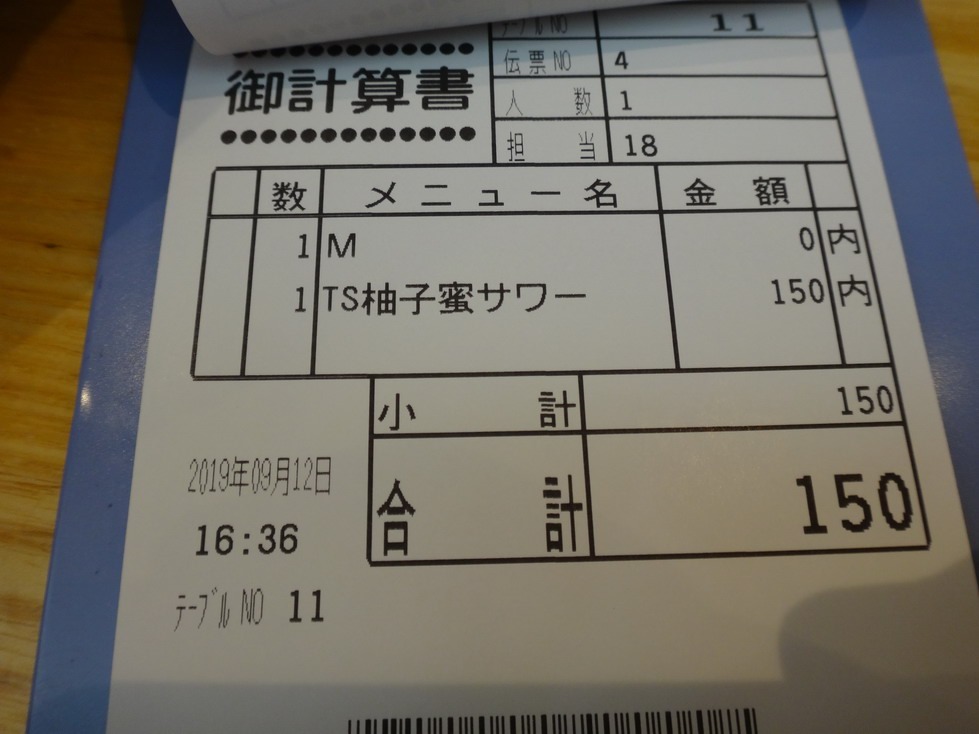 テーブルNO 11
伝票NO 4
御計算書
人数 1
担当 18
数 メニュー名 金額
1 M 0 内
1 TS柚子蜜サワー 150 内
小計 150
合計 150
2019年09月12日
16:36
テーブルNO 11